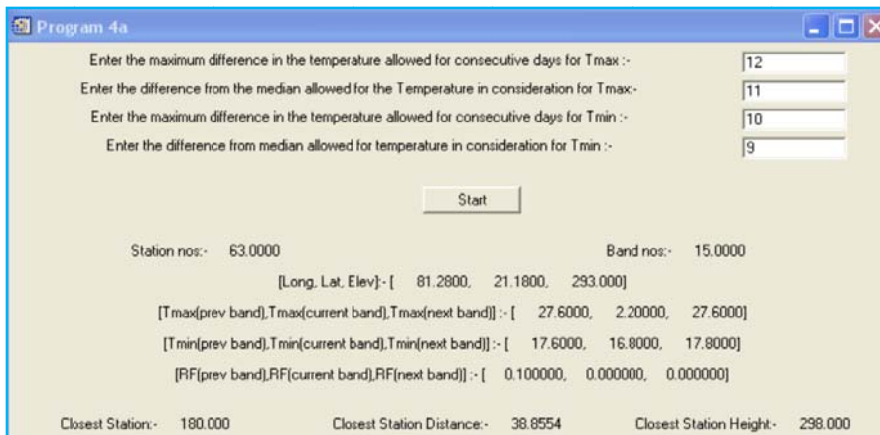 Program 4a
Enter the maximum difference in the temperature allowed for consecutive days for Tmax :- 12
Enter the difference from the median allowed for the Temperature in consideration for Tmax:- 11
Enter the maximum difference in the temperature allowed for consecutive days for Tmin :- 10
Enter the difference from median allowed for temperature in consideration for Tmin :- 9
Start
Station nos:- 63.0000 Band nos:- 15.0000
[Long, Lat, Elev]:- [ 81.2800, 21.1800, 293.000]
[Tmax(prev band),Tmax(current band),Tmax(next band)] :- [ 27.6000, 2.20000, 27.6000]
[Tmin(prev band),Tmin(current band),Tmin(next band)] :- [ 17.6000, 16.8000, 17.8000]
[RF(prev band),RF(current band),RF(next band)] :- [ 0.100000, 0.000000, 0.000000]
Closest Station:- 180.000 Closest Station Distance:- 38.8554 Closest Station Height:- 298.000